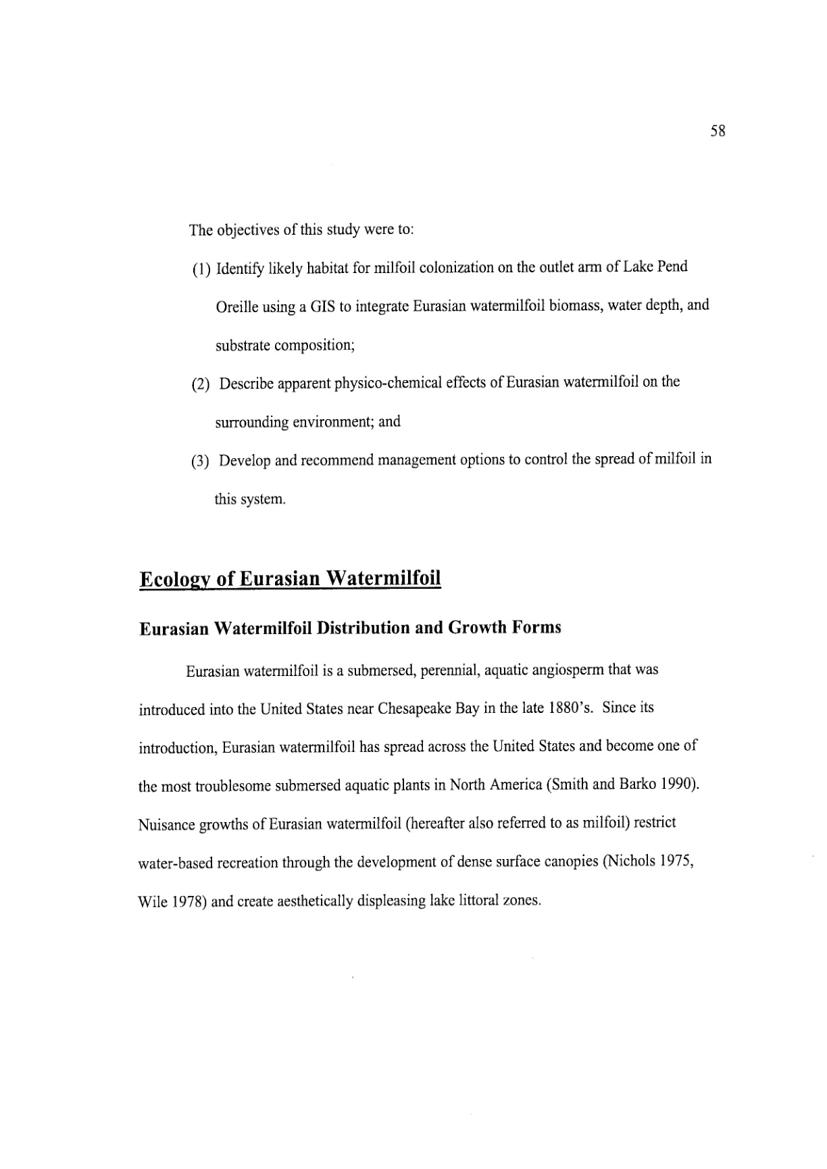 58
The objectives of this study were to:
(1) Identify likely habitat for milfoil colonization on the outlet arm of Lake Pend
Oreille using a GIS to integrate Eurasian watermilfoil biomass, water depth, and
substrate composition;
(2) Describe apparent physico-chemical effects of Eurasian watermilfoil on the
surrounding environment; and
(3) Develop and recommend management options to control the spread of milfoil in
this system.
Ecology of Eurasian Watermilfoil
Eurasian Watermilfoil Distribution and Growth Forms
Eurasian watermilfoil is a submersed, perennial, aquatic angiosperm that was
introduced into the United States near Chesapeake Bay in the late 1880's. Since its
introduction, Eurasian watermilfoil has spread across the United States and become one of
the most troublesome submersed aquatic plants in North America (Smith and Barko 1990).
Nuisance growths of Eurasian watermilfoil (hereafter also referred to as milfoil) restrict
water-based recreation through the development of dense surface canopies (Nichols 1975,
Wile 1978) and create aesthetically displeasing lake littoral zones.